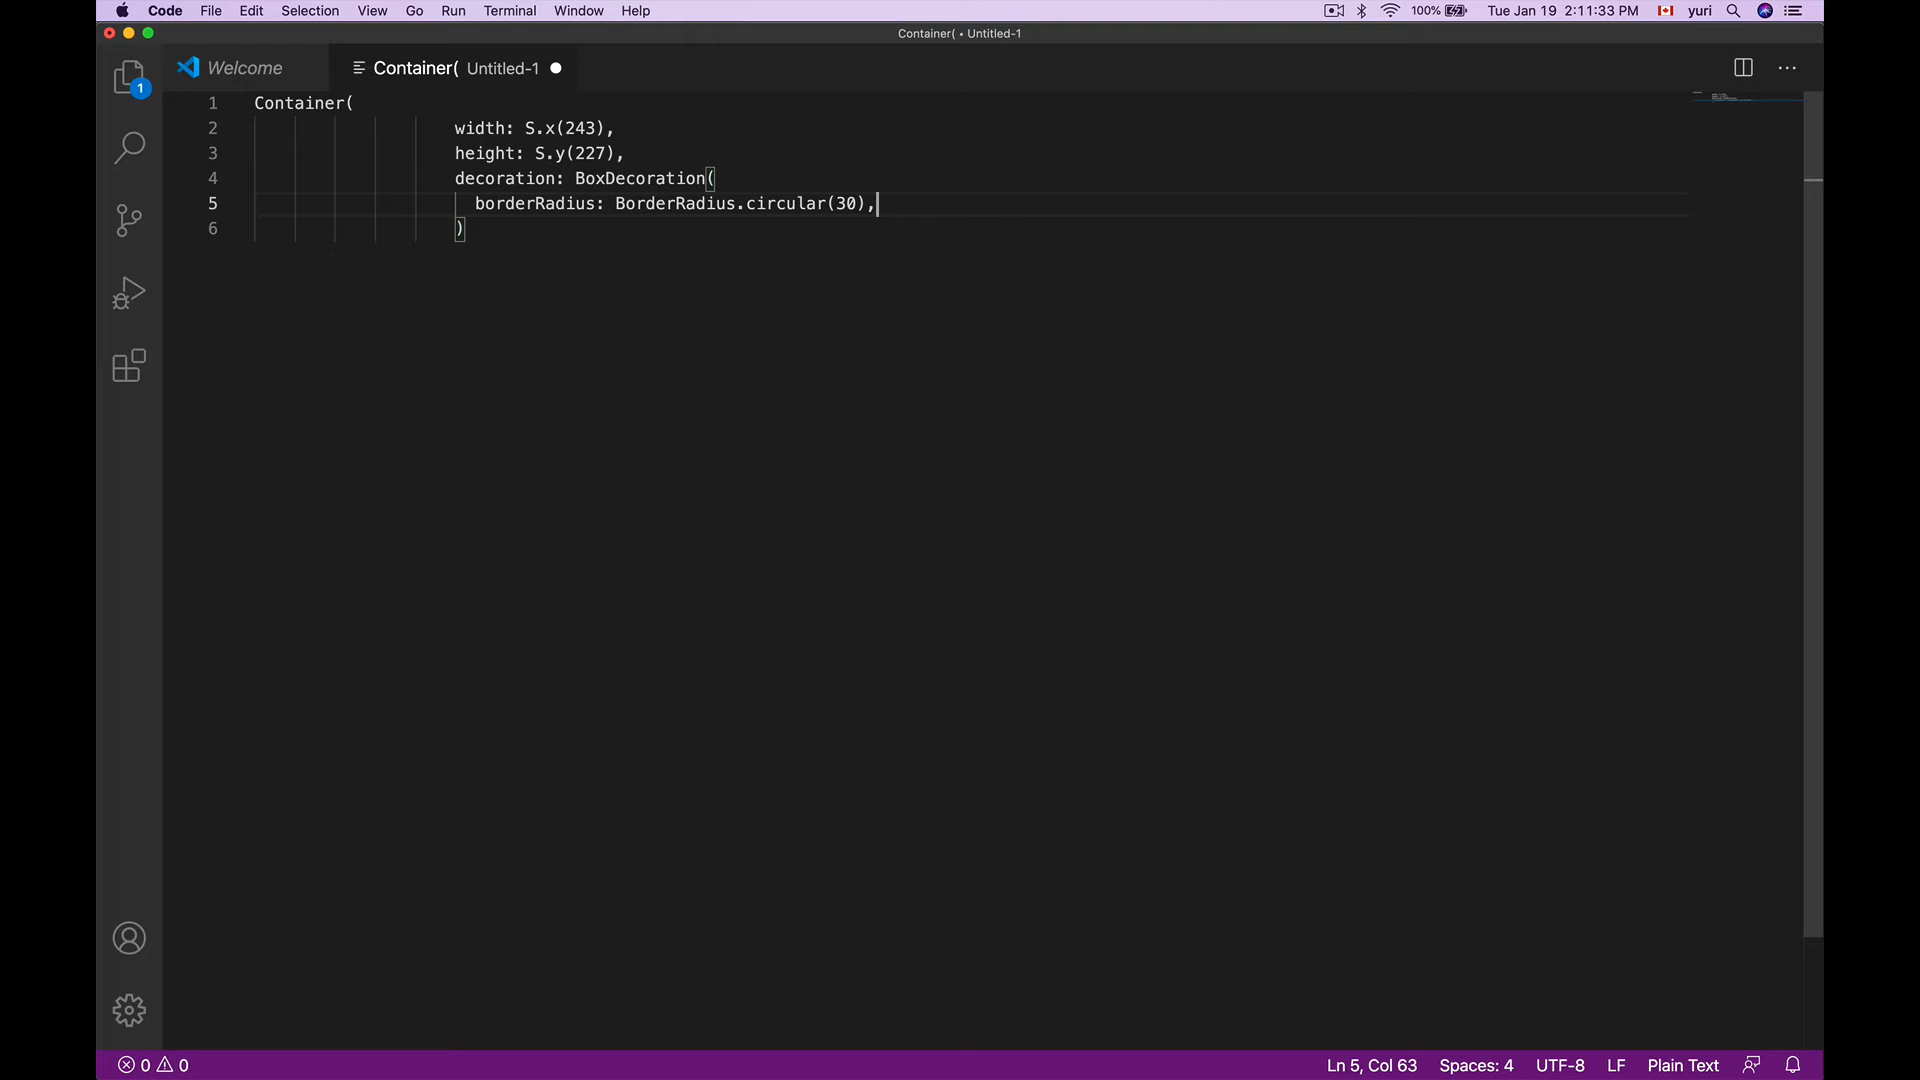 Code File Edit Selection View Go Run Terminal Window Help 100% Tue Jan 19 2:11:33 PM yuri
Container( • Untitled-1
1 Welcome Container( Untitled-1
1 Container(
2 width: S.x(243),
3 height: S.y(227),
4 decoration: BoxDecoration(
5 borderRadius: BorderRadius.circular(30),
6 )
0 0 Ln 5, Col 63 Spaces: 4 UTF-8 LF Plain Text